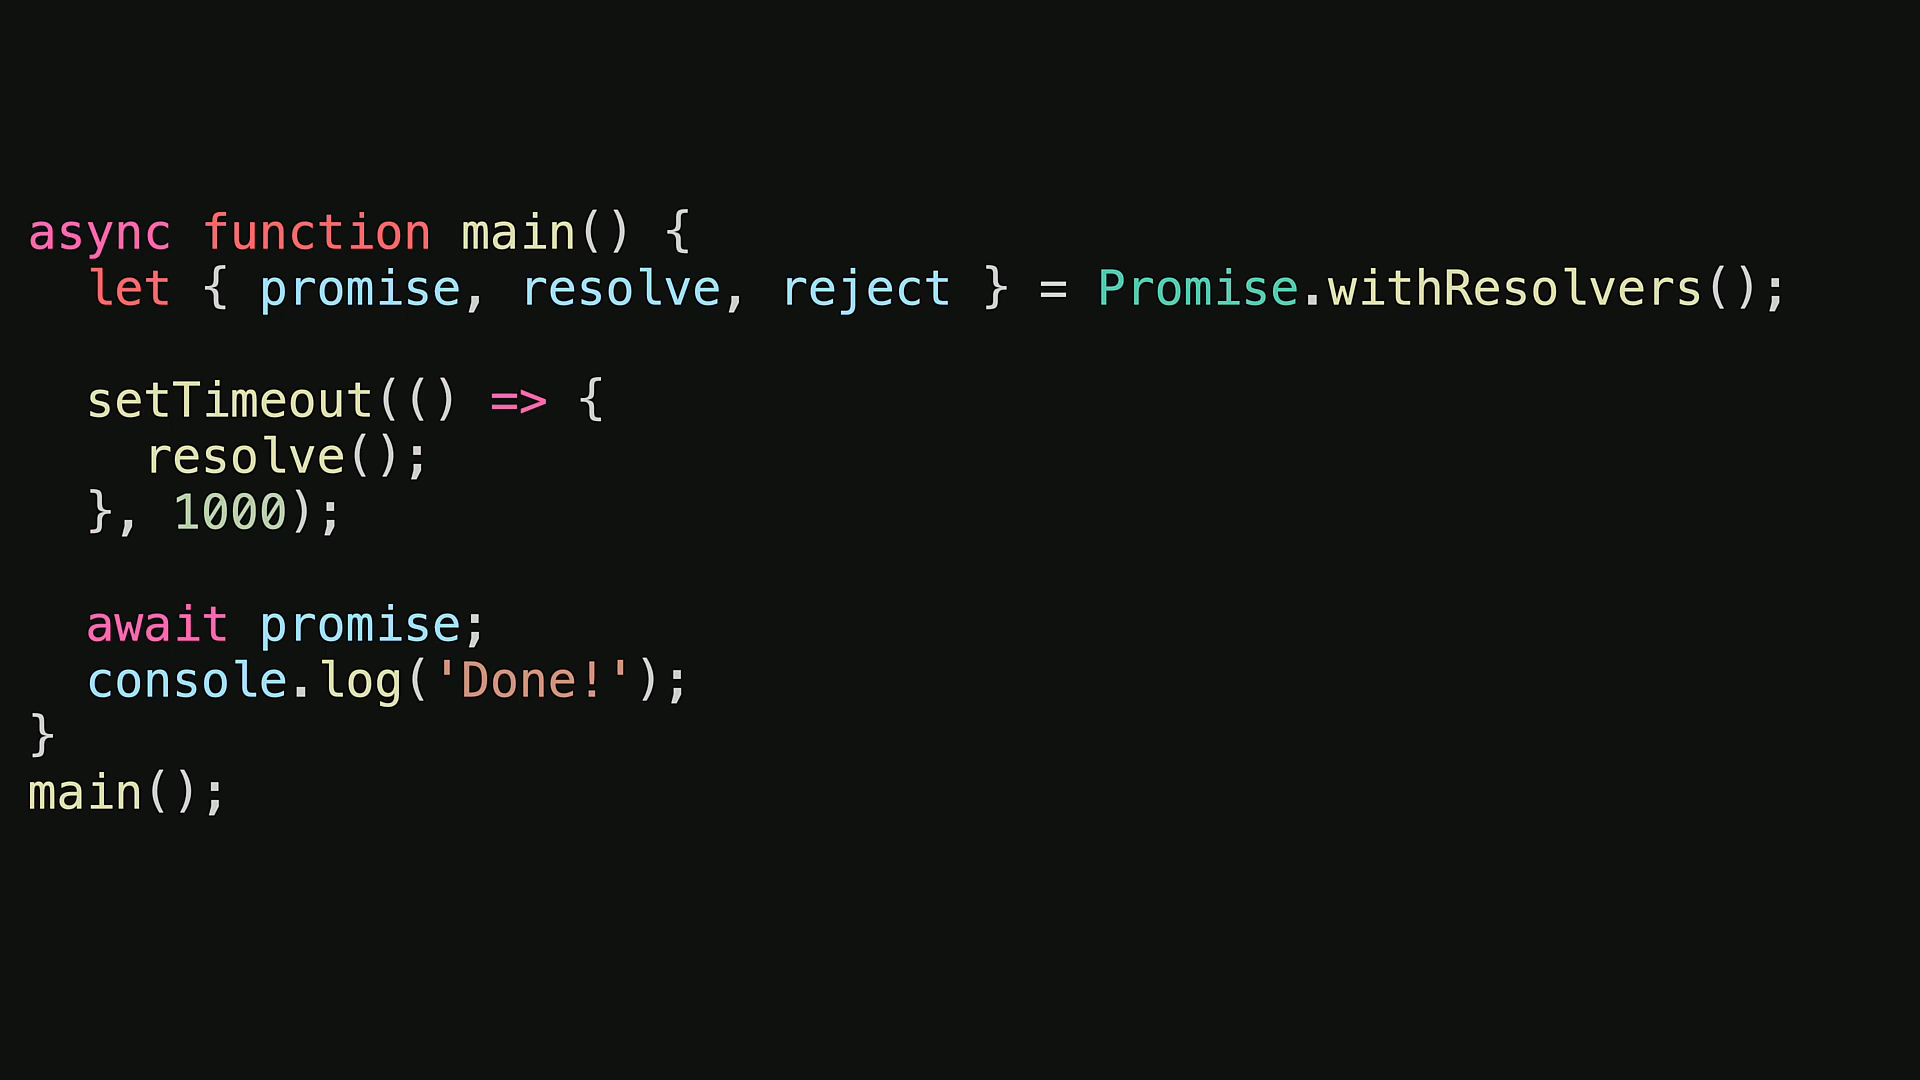 async function main() {
  let { promise, resolve, reject } = Promise.withResolvers();

  setTimeout(() => {
    resolve();
  }, 1000);

  await promise;
  console.log('Done!');
}
main();